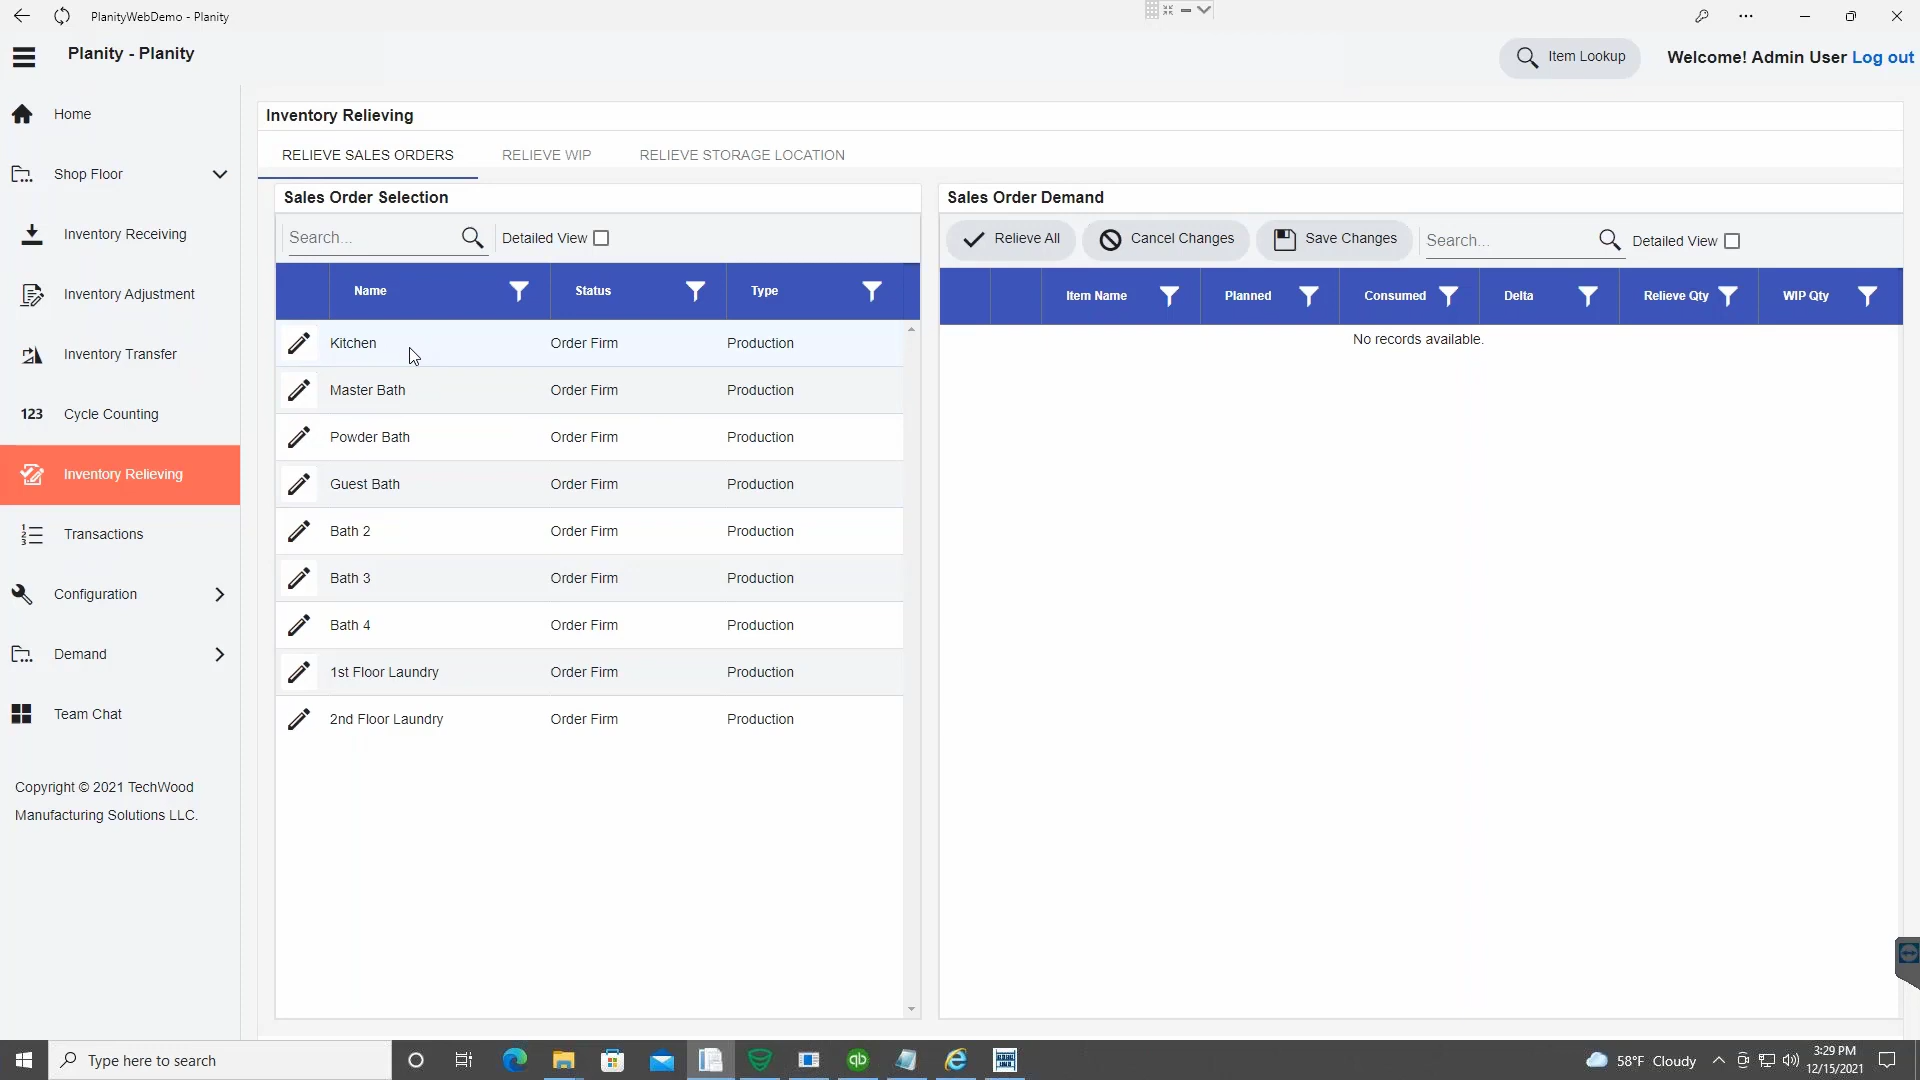 PlanityWebDemo - Planity
Planity - Planity
Item Lookup
Welcome! Admin User Log out
Home
Shop Floor
Inventory Receiving
Inventory Adjustment
Inventory Transfer
123 Cycle Counting
Inventory Relieving
Transactions
Configuration
Demand
Team Chat
Copyright © 2021 TechWood
Manufacturing Solutions LLC.
Inventory Relieving
RELIEVE SALES ORDERS RELIEVE WIP RELIEVE STORAGE LOCATION
Sales Order Selection
Search... Detailed View
Name Status Type
Kitchen Order Firm Production
Master Bath Order Firm Production
Powder Bath Order Firm Production
Guest Bath Order Firm Production
Bath 2 Order Firm Production
Bath 3 Order Firm Production
Bath 4 Order Firm Production
1st Floor Laundry Order Firm Production
2nd Floor Laundry Order Firm Production
Sales Order Demand
Relieve All Cancel Changes Save Changes Search... Detailed View
Item Name Planned Consumed Delta Relieve Qty WIP Qty
No records available.
Type here to search
qb
58°F Cloudy
3:29 PM
12/15/2021